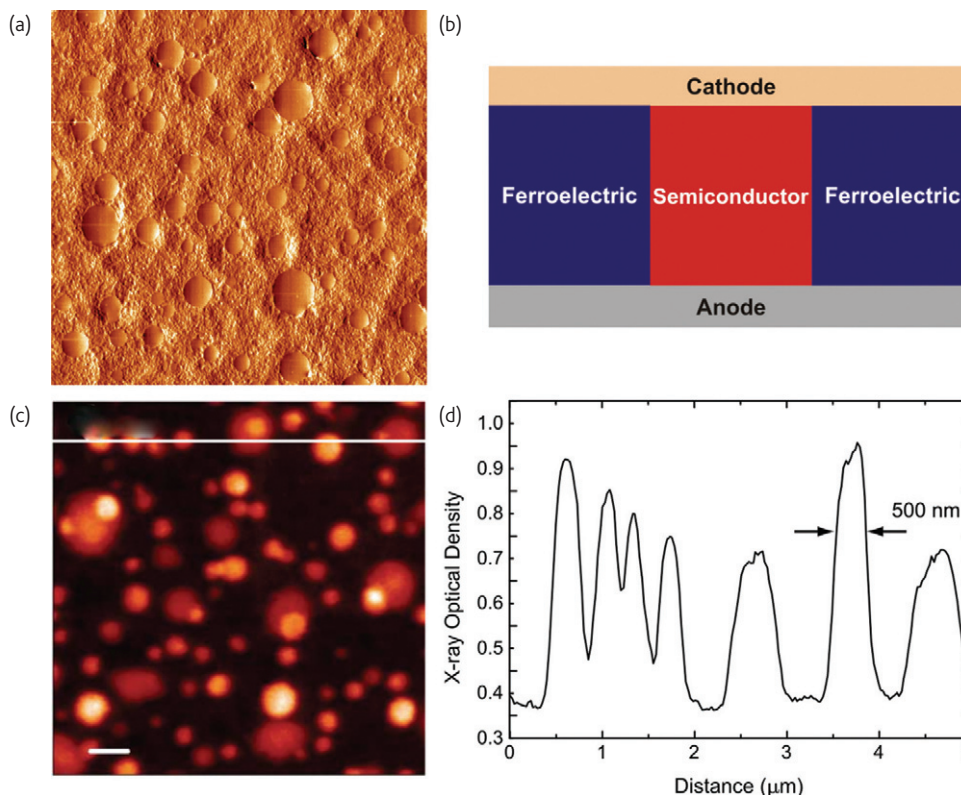 (a)
(b)
Cathode
Ferroelectric Semiconductor Ferroelectric
Anode
(c)
(d)
1.0
0.9
0.8
0.7
0.6
0.5
0.4
0.3
X-ray Optical Density
500 nm
0 1 2 3 4
Distance (μm)